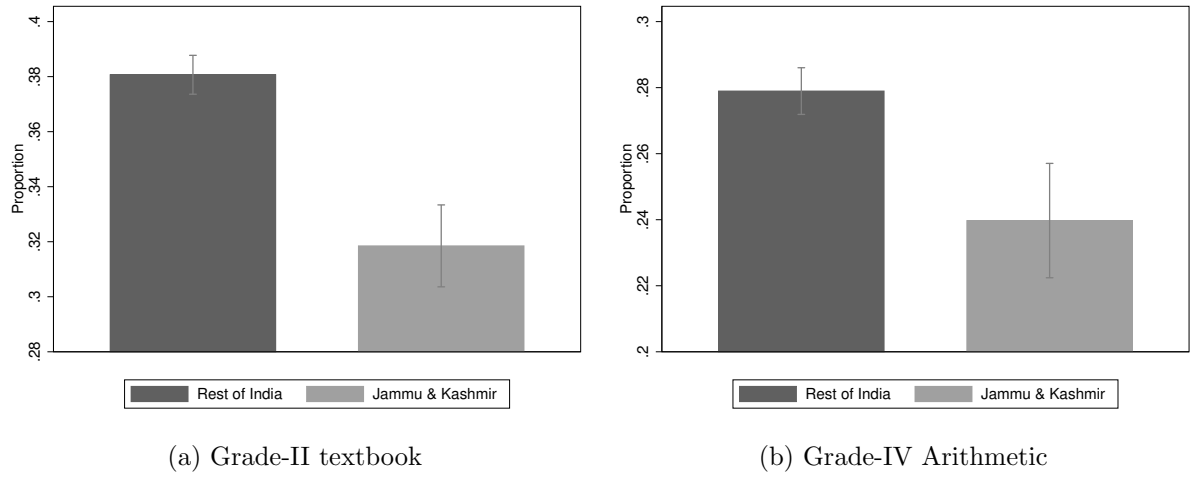 .4
.38
.36
.34
.32
.3
.28
Proportion
Rest of India
Jammu & Kashmir
(a) Grade-II textbook
.3
.28
.26
.24
.22
.2
Proportion
Rest of India
Jammu & Kashmir
(b) Grade-IV Arithmetic